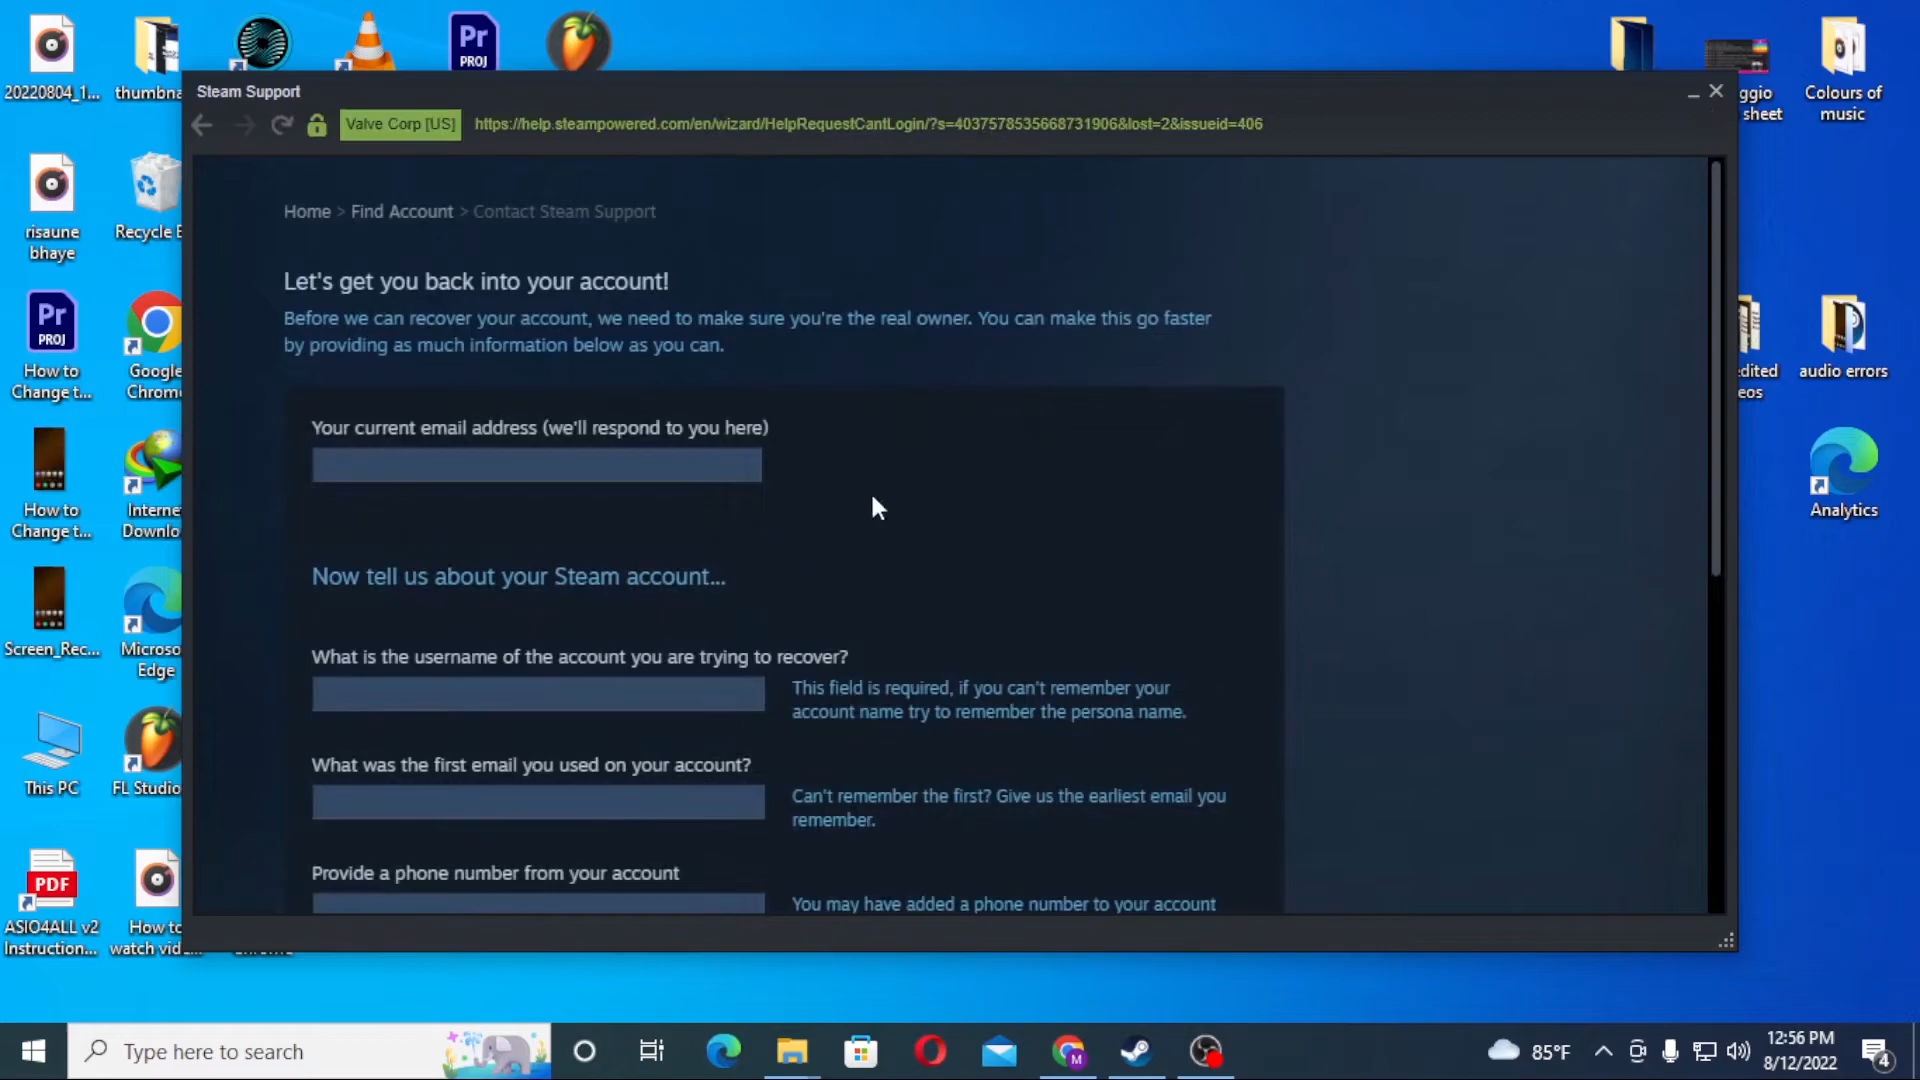 Steam Support
Valve Corp [US]
https://help.steampowered.com/en/wizard/HelpRequestCantLogin/?s=4037578535668731906&lost=2&issueid=406
Home > Find Account > Contact Steam Support
Let's get you back into your account!
Before we can recover your account, we need to make sure you're the real owner. You can make this go faster
by providing as much information below as you can.
Your current email address (we'll respond to you here)
Now tell us about your Steam account...
What is the username of the account you are trying to recover?
This field is required, if you can't remember your
account name try to remember the persona name.
What was the first email you used on your account?
Can't remember the first? Give us the earliest email you
remember.
Provide a phone number from your account
You may have added a phone number to your account
20220804_1...
thumbna
Pr
PROJ
risaune
bhaye
Recycle B
Pr
PROJ
How to
Change t...
Google
Chrom
How to
Change t...
Interne
Downlo
Screen_Rec...
Microso
Edge
This PC
FL Studio
PDF
ASIO4ALL v2
Instruction...
How to
watch vid...
ggio
sheet
Colours of
music
edited
eos
audio errors
Analytics
Type here to search
M
85°F
12:56 PM
8/12/2022
4